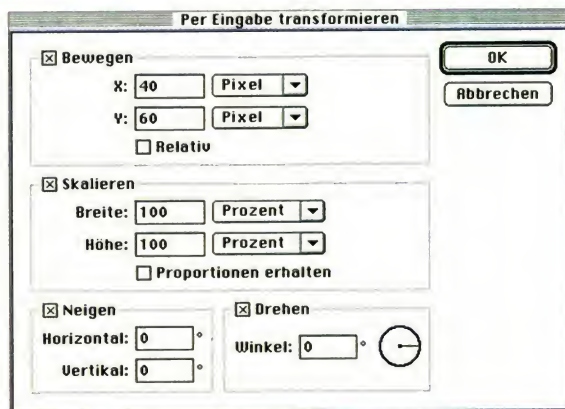 Per Eingabe transformieren
Bewegen
X: 40 Pixel
Y: 60 Pixel
Relativ
OK
Abbrechen
Skalieren
Breite: 100 Prozent
Höhe: 100 Prozent
Proportionen erhalten
Neigen
Horizontal: 0 °
Vertikal: 0 °
Drehen
Winkel: 0 °